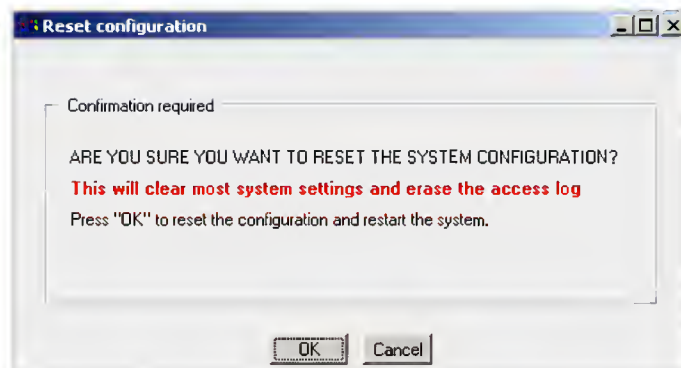 Reset configuration
Confirmation required
ARE YOU SURE YOU WANT TO RESET THE SYSTEM CONFIGURATION?
This will clear most system settings and erase the access log
Press "OK" to reset the configuration and restart the system.
OK Cancel